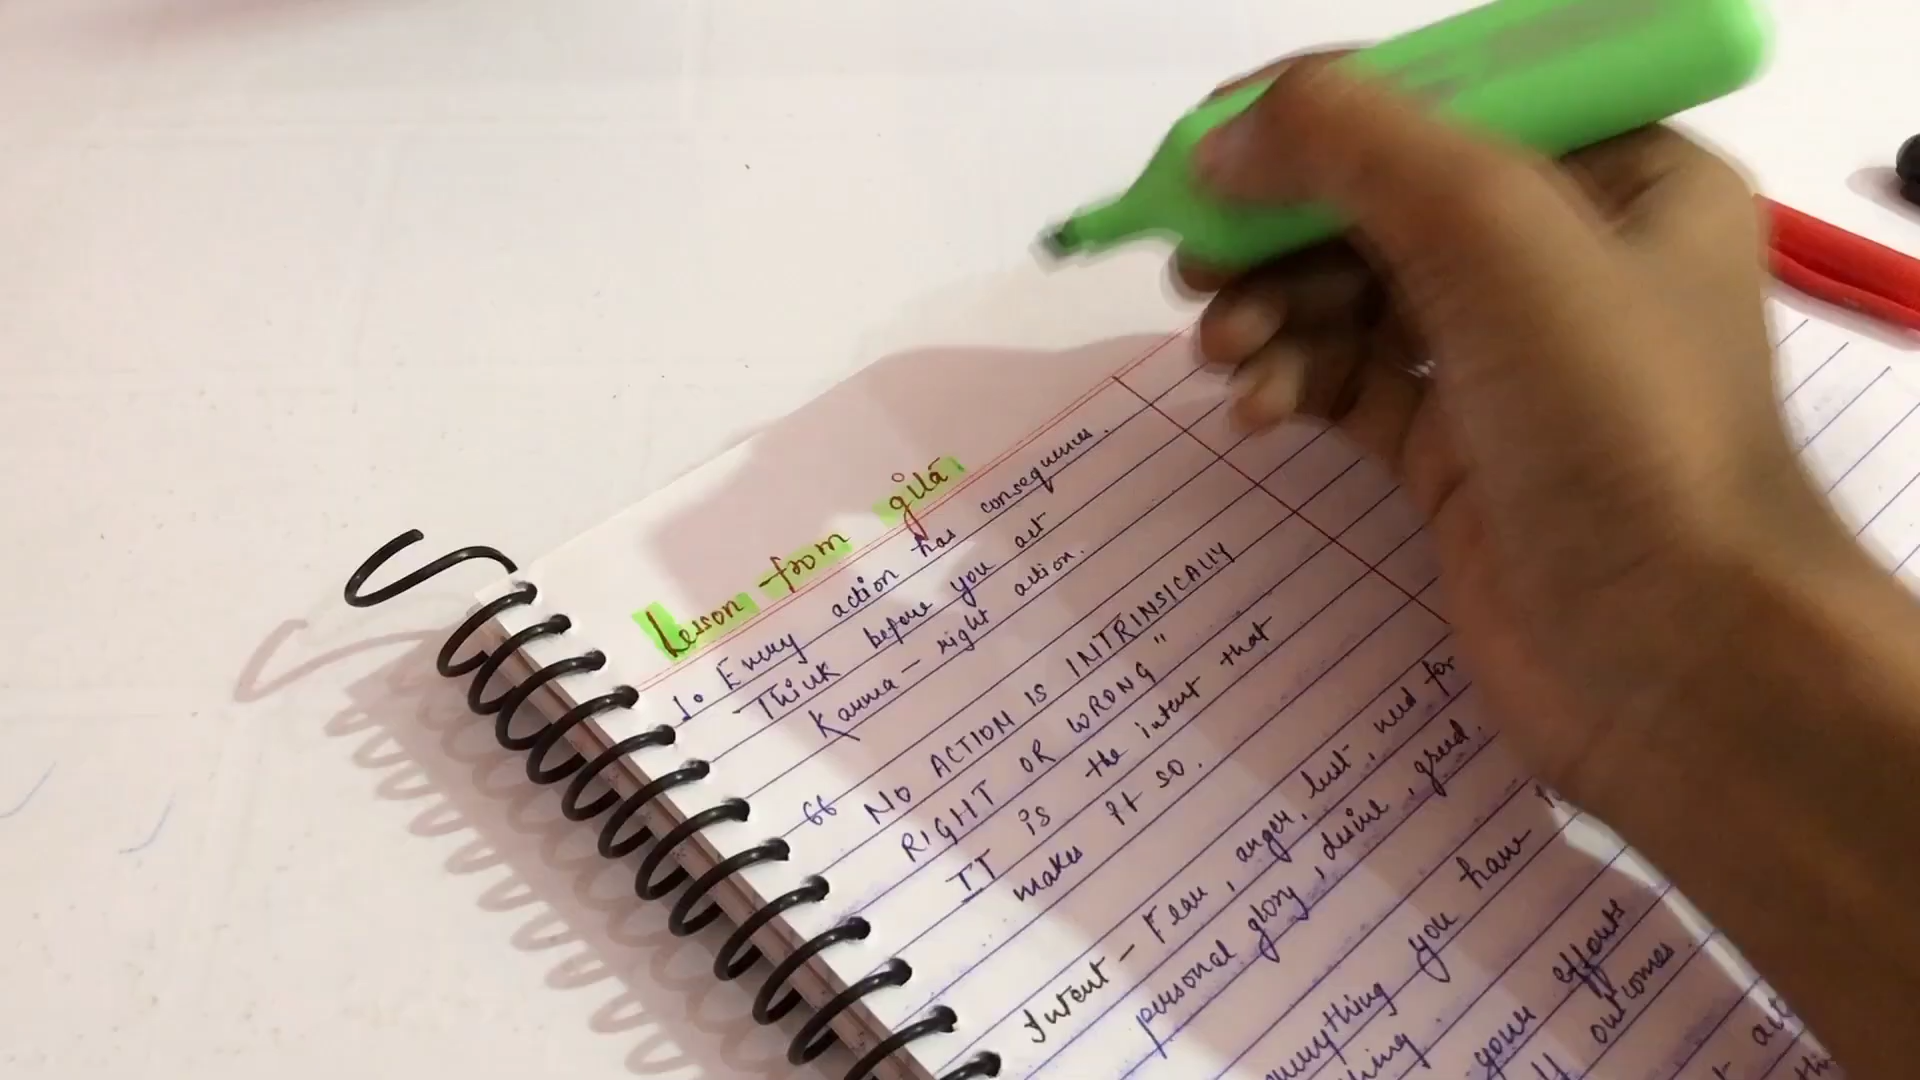 Lesson from gita
1. Every action has consequences.
Think before you act
Karma - right action.
66 NO ACTION IS INTRINSICALLY
RIGHT OR WRONG "
IT is the intent that
makes it so.
Intent - Fear, anger, lust, need for
personal glory, desire, greed.
everything you have
your efforts
outcomes